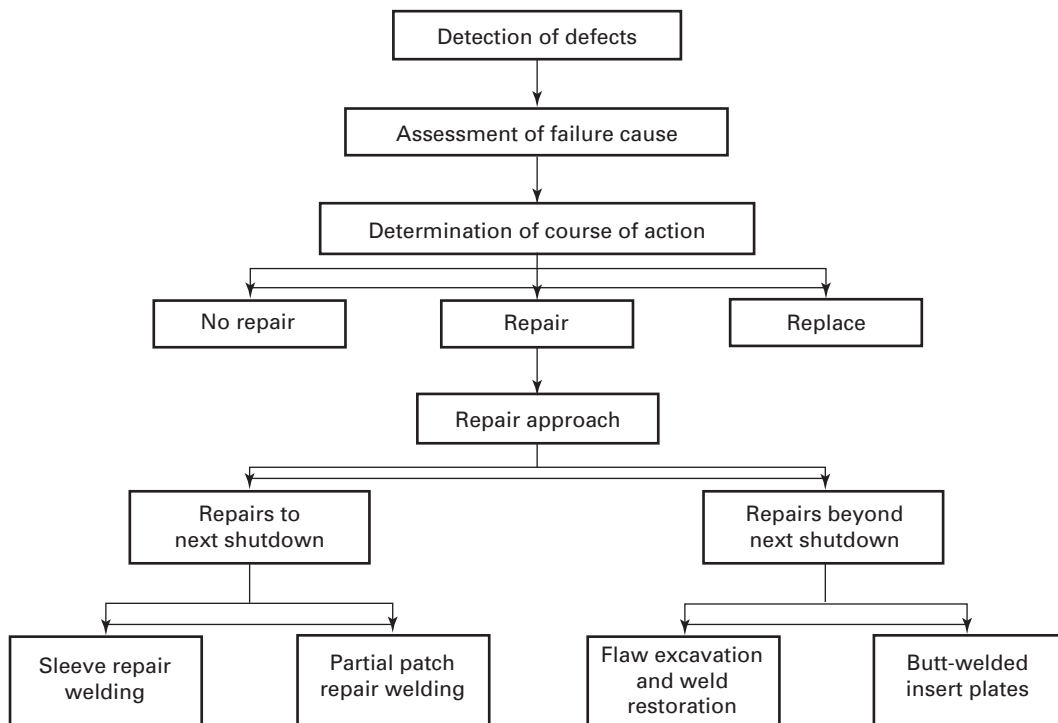 Detection of defects
Assessment of failure cause
Determination of course of action
No repair
Repair
Replace
Repair approach
Repairs to
next shutdown
Repairs beyond
next shutdown
Sleeve repair
welding
Partial patch
repair welding
Flaw excavation
and weld
restoration
Butt-welded
insert plates